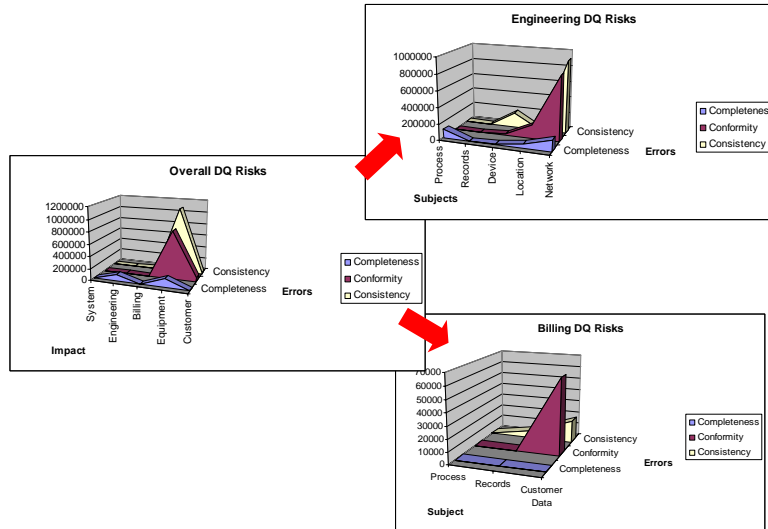 Engineering DQ Risks
1000000
800000
600000
400000
200000
0
Process
Records
Device
Location
Network
Consistency
Completeness
Subjects
Errors
Completeness
Conformity
Consistency
Overall DQ Risks
1200000
1000000
800000
600000
400000
200000
0
System
Engineering
Billing
Equipment
Customer
Consistency
Completeness
Impact
Errors
Completeness
Conformity
Consistency
Billing DQ Risks
70000
60000
50000
40000
30000
20000
10000
0
Process
Records
Customer
Data
Consistency
Conformity
Completeness
Subject
Errors
Completeness
Conformity
Consistency